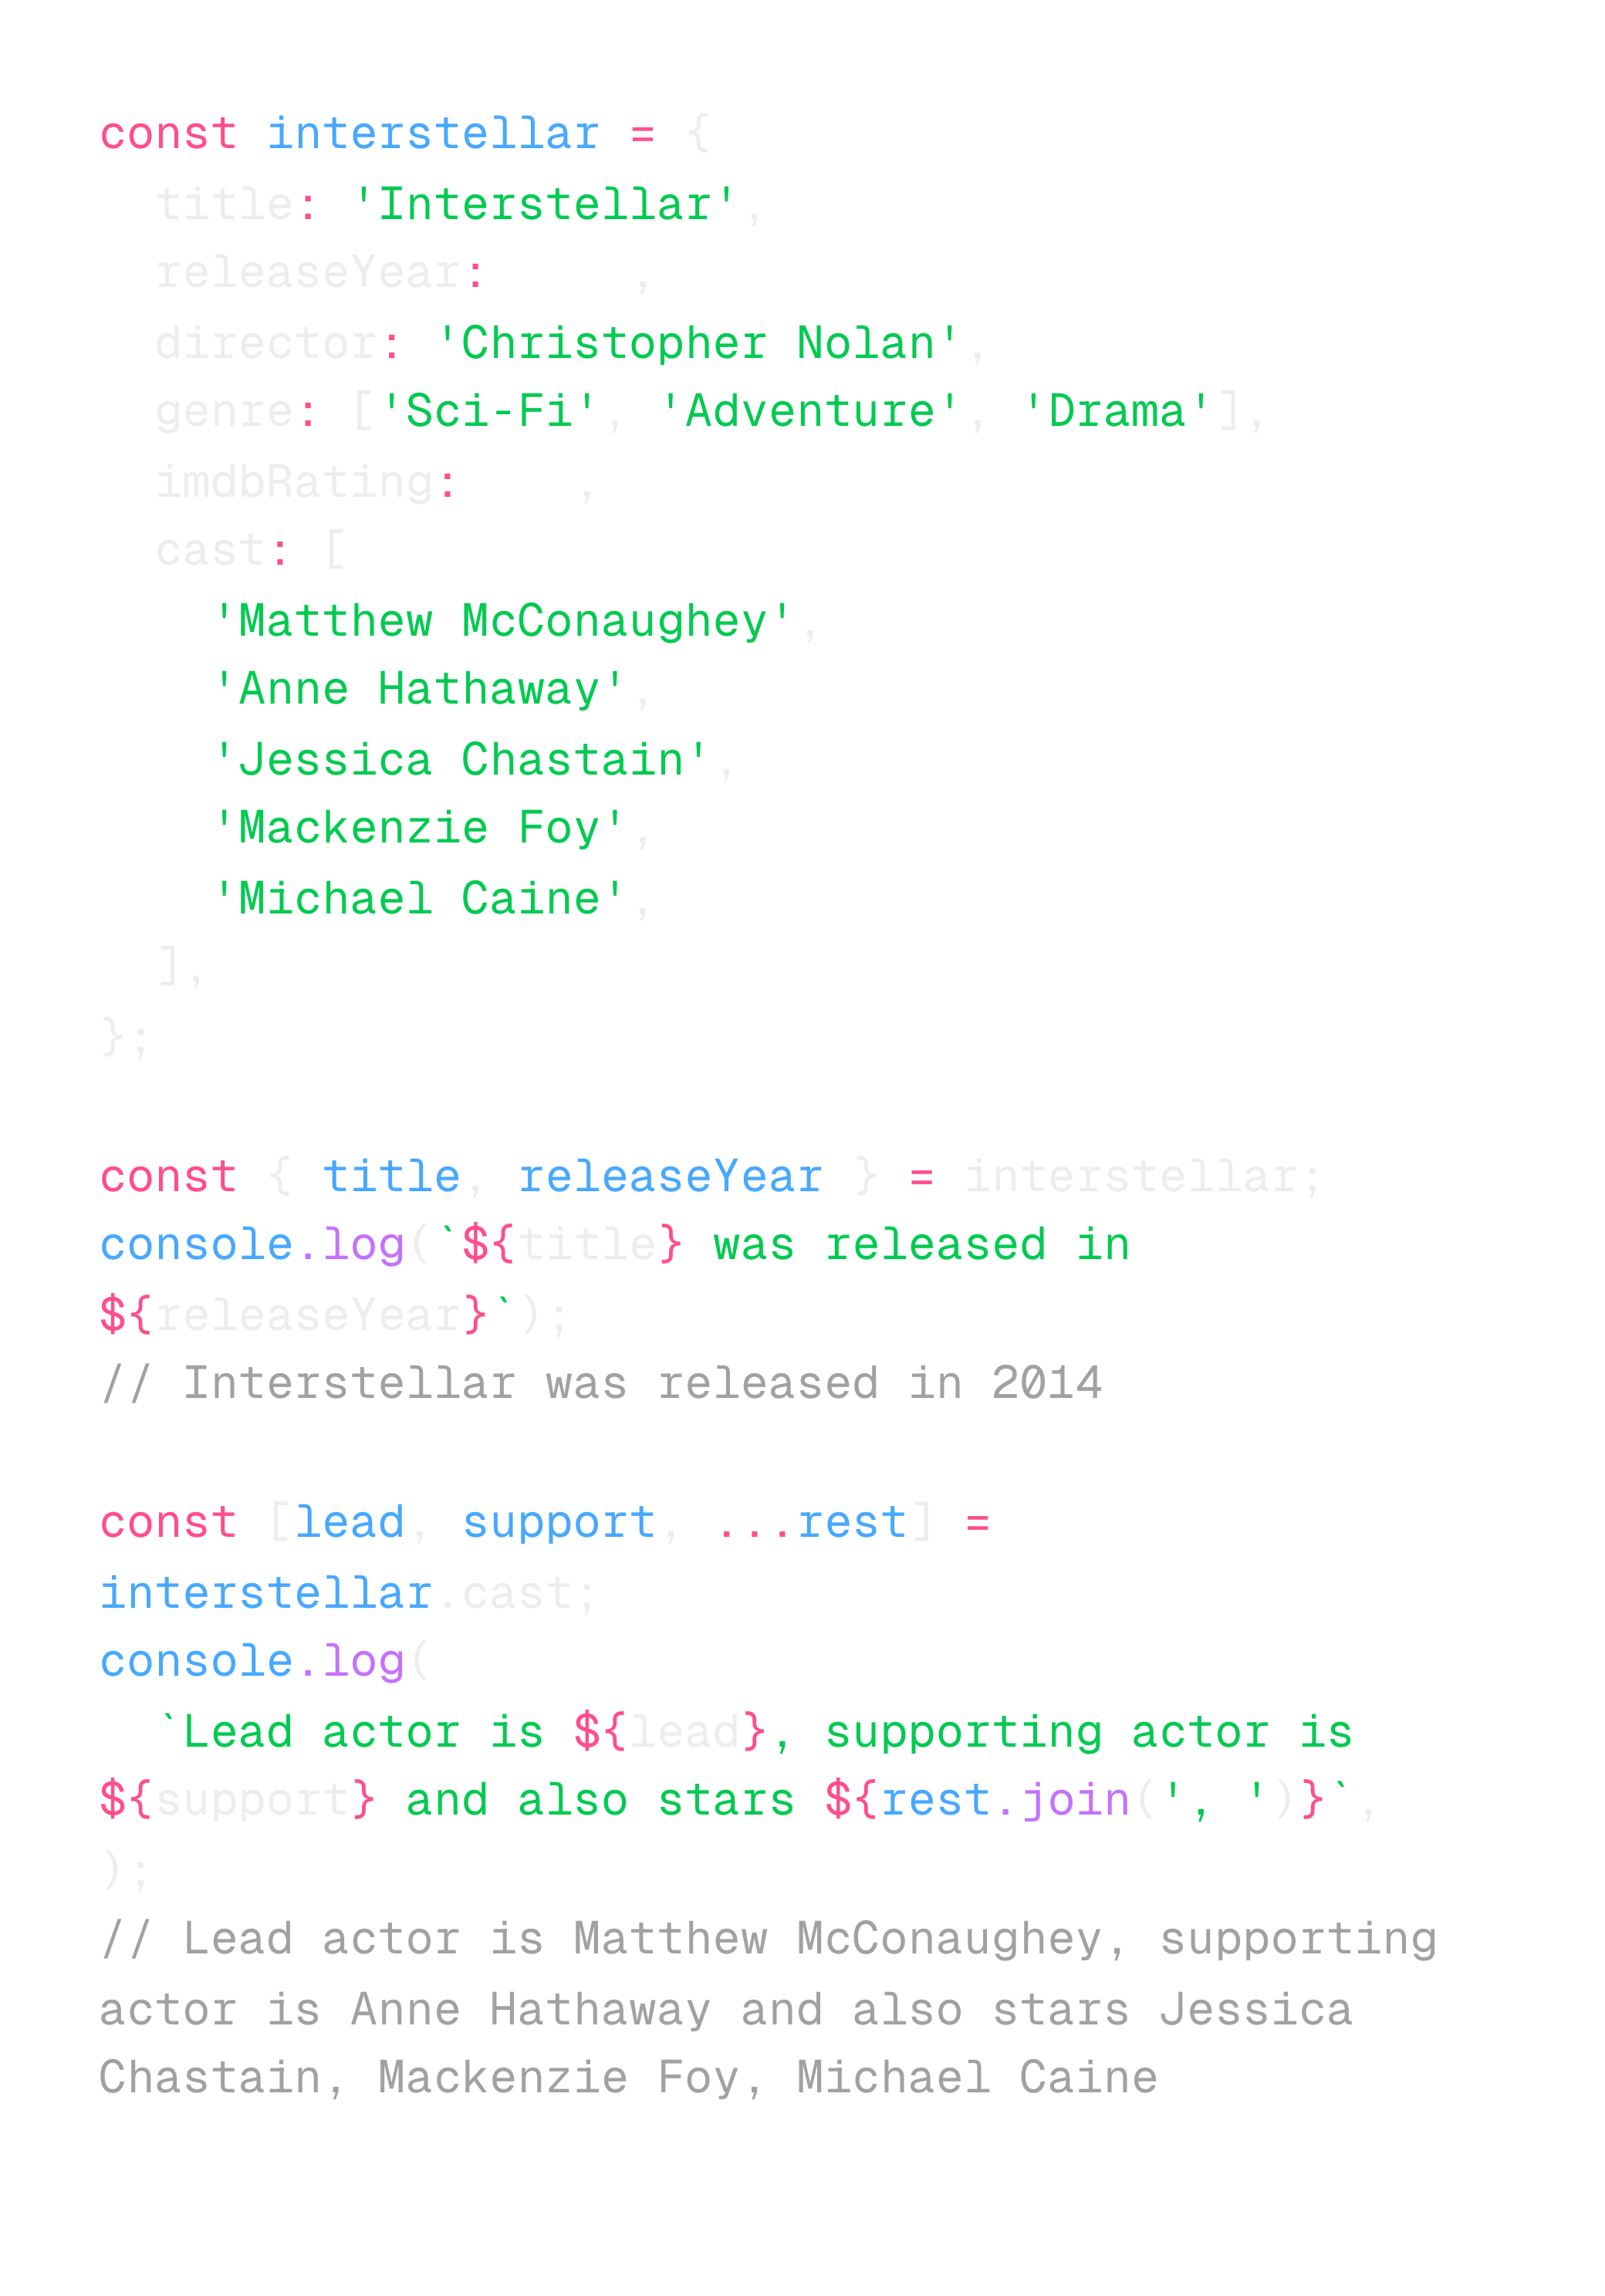 const interstellar = {
  title: 'Interstellar',
  releaseYear:     ,
  director: 'Christopher Nolan',
  genre: ['Sci-Fi', 'Adventure', 'Drama'],
  imdbRating:    ,
  cast: [
    'Matthew McConaughey',
    'Anne Hathaway',
    'Jessica Chastain',
    'Mackenzie Foy',
    'Michael Caine',
  ],
};
const { title, releaseYear } = interstellar;
console.log(`${title} was released in
${releaseYear}`);
// Interstellar was released in 2014
const [lead, support, ...rest] =
interstellar.cast;
console.log(
  `Lead actor is ${lead}, supporting actor is
${support} and also stars ${rest.join(', ')}`,
);
// Lead actor is Matthew McConaughey, supporting
actor is Anne Hathaway and also stars Jessica
Chastain, Mackenzie Foy, Michael Caine